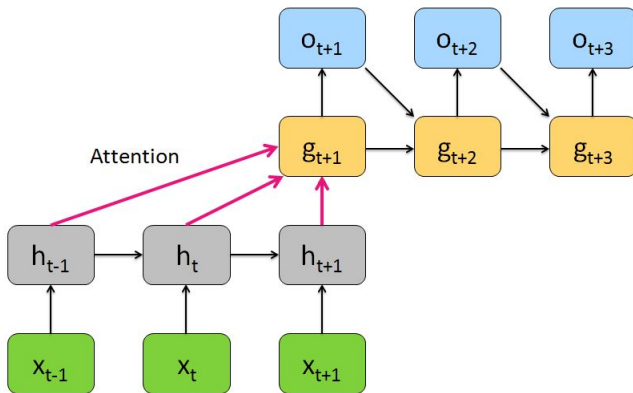 o_{t+1} o_{t+2} o_{t+3}
g_{t+1} g_{t+2} g_{t+3}
Attention
h_{t-1} h_t h_{t+1}
x_{t-1} x_t x_{t+1}